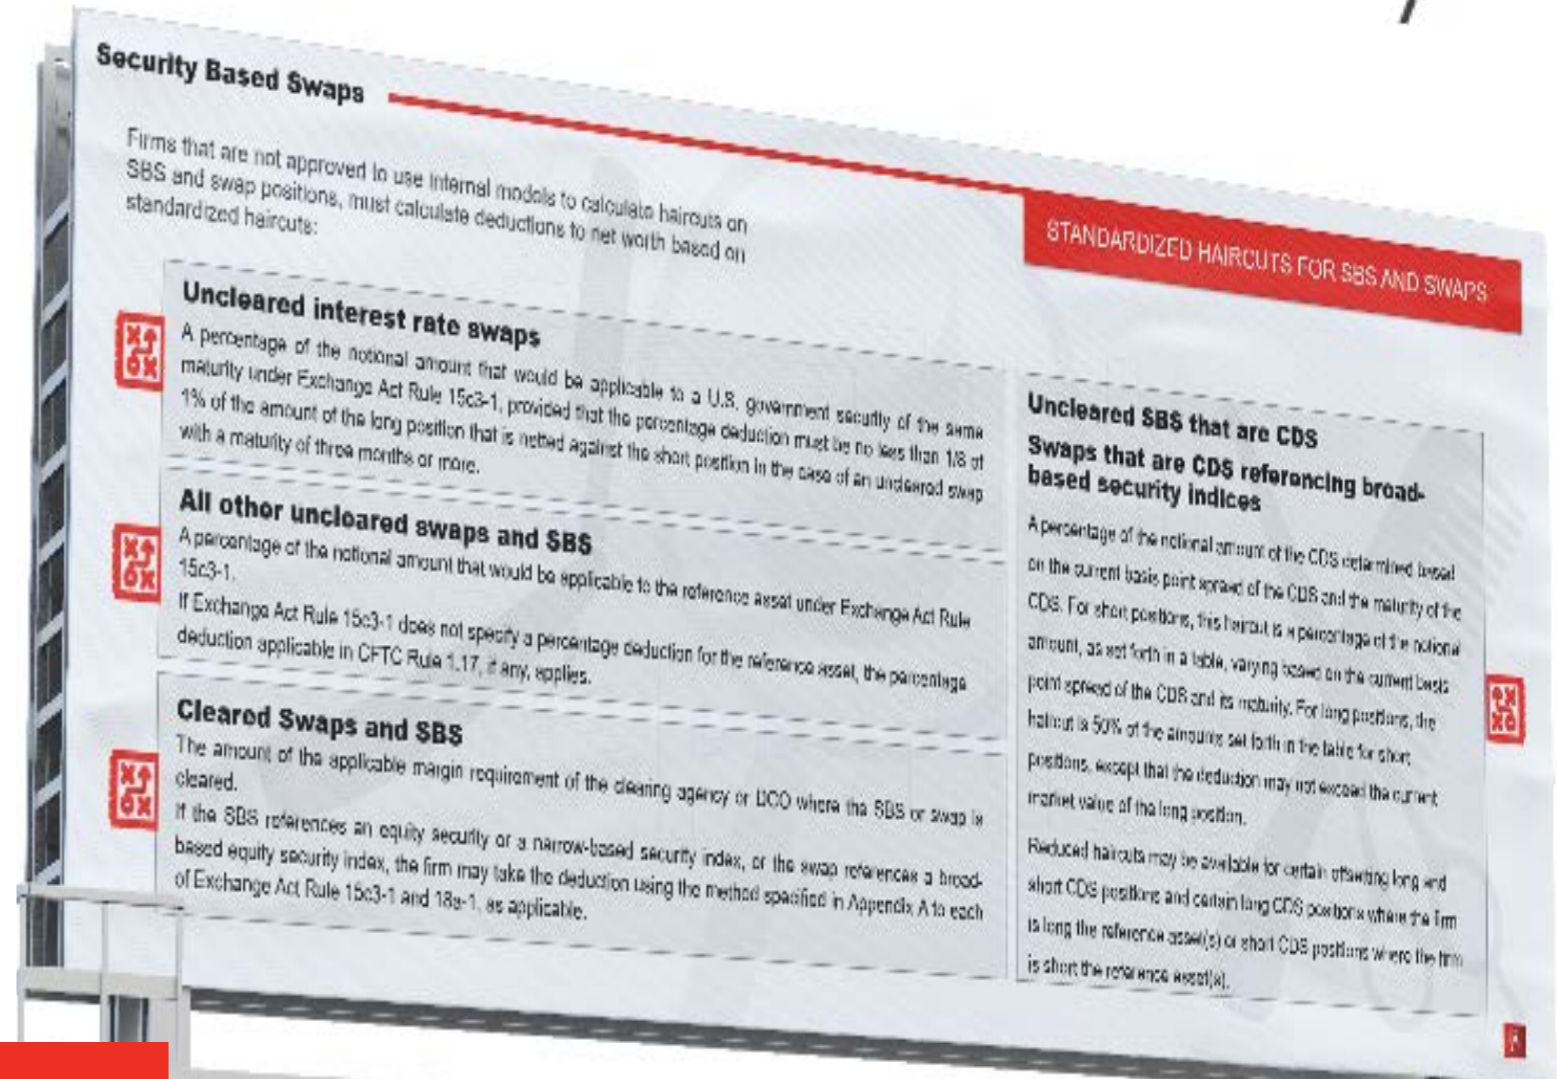 Security Based Swaps
Firms that are not approved to use internal models to calculate haircuts on
SBS and swap positions, must calculate deductions to net worth based on
standardized haircuts:
STANDARDIZED HAIRCUTS FOR SBS AND SWAPS
Uncleared interest rate swaps
A percentage of the notional amount that would be applicable to a U.S. government security of the same
maturity under Exchange Act Rule 15c3-1, provided that the percentage deduction must be no less than 1/8 of
1% of the amount of the long position that is netted against the short position in the case of an uncleared swap
with a maturity of three months or more.
All other uncleared swaps and SBS
A percentage of the notional amount that would be applicable to the reference asset under Exchange Act Rule
15c3-1.
If Exchange Act Rule 15c3-1 does not specify a percentage deduction for the reference asset, the percentage
deduction applicable in CFTC Rule 1.17, if any, applies.
Cleared Swaps and SBS
The amount of the applicable margin requirement of the clearing agency or DCO where the SBS or swap is
cleared.
If the SBS references an equity security or a narrow-based security index, or the swap references a broad-
based equity security index, the firm may take the deduction using the method specified in Appendix A to each
of Exchange Act Rule 15c3-1 and 18a-1, as applicable.
Uncleared SBS that are CDS
Swaps that are CDS referencing broad-
based security indices
A percentage of the notional amount of the CDS determined based
on the current basis point spread of the CDS and the maturity of the
CDS. For short positions, this haircut is a percentage of the notional
amount, as set forth in a table, varying based on the current basis
point spread of the CDS and its maturity. For long positions, the
haircut is 50% of the amounts set forth in the table for short
positions, except that the deduction may not exceed the current
market value of the long position.
Reduced haircuts may be available for certain offsetting long and
short CDS positions and certain long CDS positions where the firm
is long the reference asset(s) or short CDS positions where the firm
is short the reference asset(s).